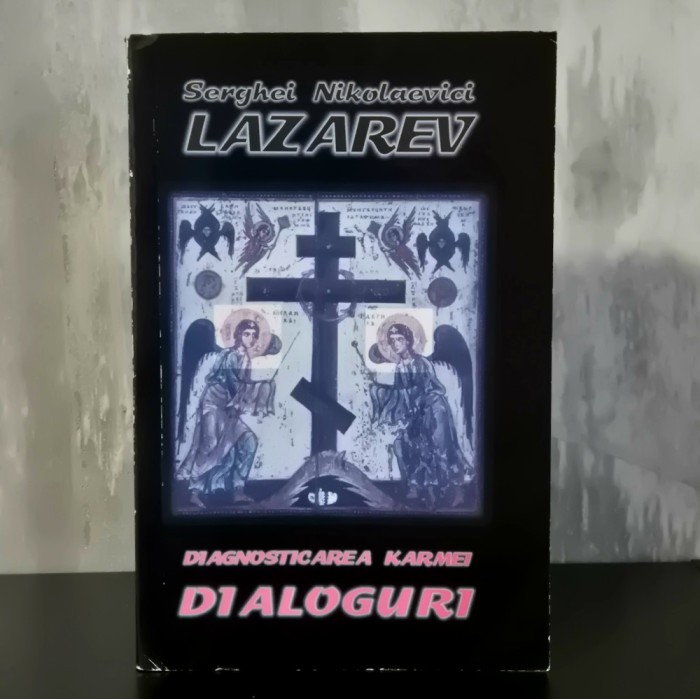 Serghei Nikolaevici
LAZAREV
DIAGNOSTICAREA KARMEI
DIALOGURI